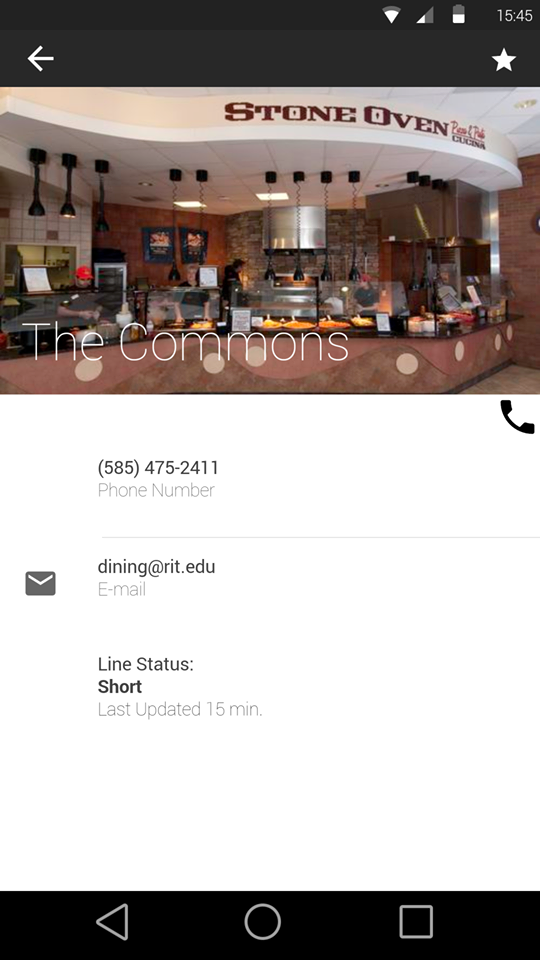 15:45
STONE OVEN
Pizza & Pasta
CUCINA
The Commons
(585) 475-2411
Phone Number
dining@rit.edu
E-mail
Line Status:
Short
Last Updated 15 min.